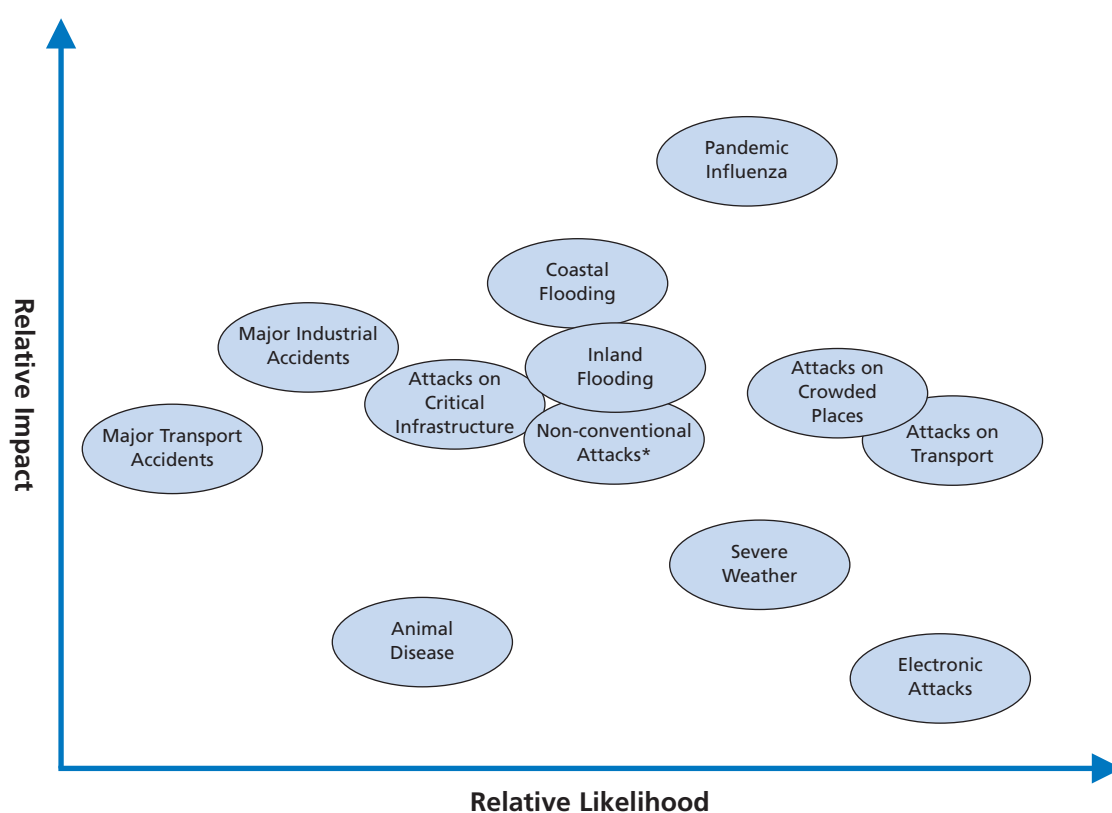 Pandemic
Influenza
Coastal
Flooding
Major Industrial
Accidents
Inland
Flooding
Attacks on
Critical
Infrastructure
Attacks on
Crowded
Places
Major Transport
Accidents
Non-conventional
Attacks*
Attacks on
Transport
Severe
Weather
Animal
Disease
Electronic
Attacks
Relative Impact
Relative Likelihood